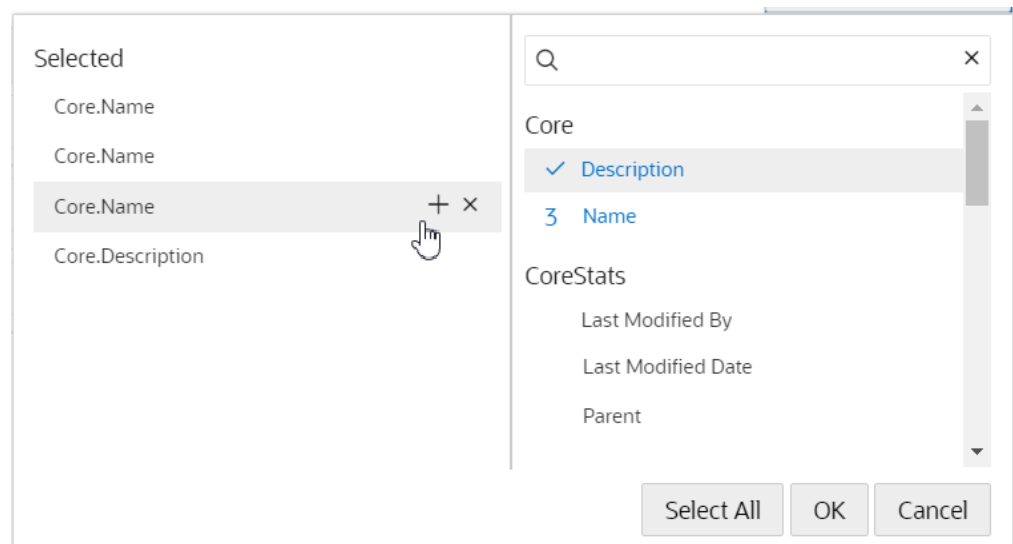 Selected
Core.Name
Core.Name
Core.Name
Core.Description
Core
Description
3 Name
CoreStats
Last Modified By
Last Modified Date
Parent
Select All OK Cancel